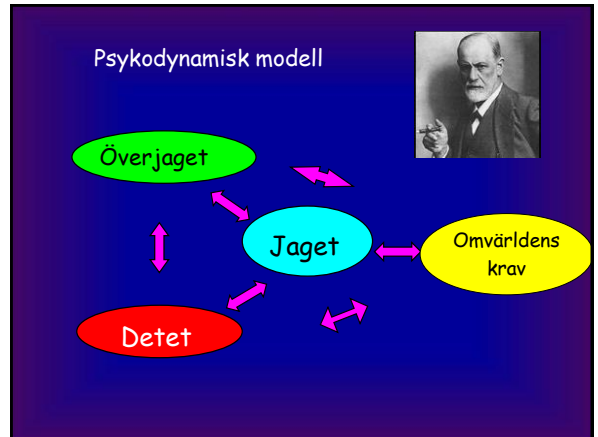 Psykodynamisk modell
Överjaget
Jaget
Omvärldens
krav
Detet